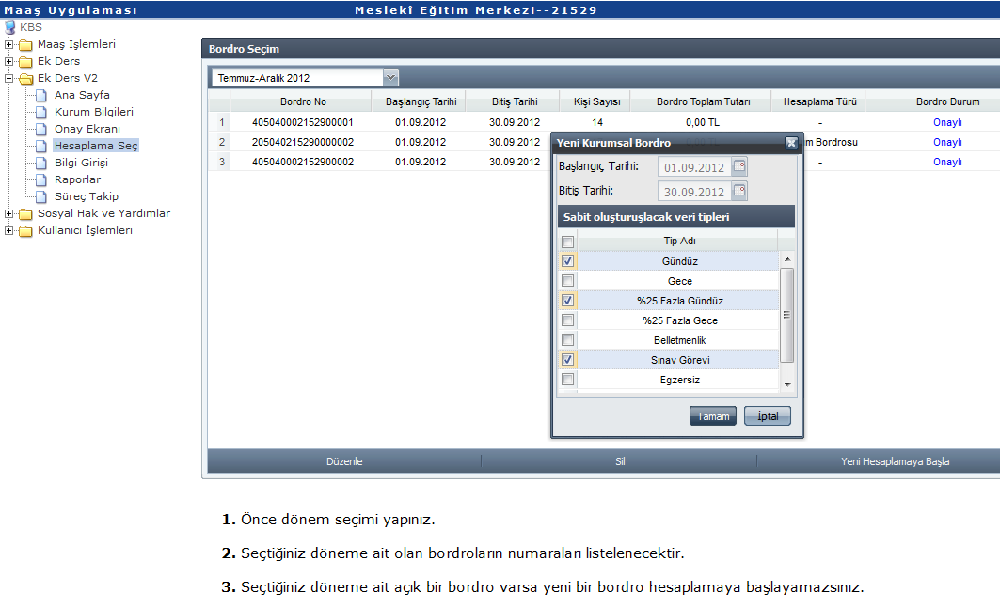 Maaş Uygulaması Meslekî Eğitim Merkezi--21529
KBS
Maaş İşlemleri
Ek Ders
Ek Ders V2
Ana Sayfa
Kurum Bilgileri
Onay Ekranı
Hesaplama Seç
Bilgi Girişi
Raporlar
Süreç Takip
Sosyal Hak ve Yardımlar
Kullanıcı İşlemleri
Bordro Seçim
Temmuz-Aralık 2012
Bordro No Başlangıç Tarihi Bitiş Tarihi Kişi Sayısı Bordro Toplam Tutarı Hesaplama Türü Bordro Durum
1 405040002152900001 01.09.2012 30.09.2012 14 0,00 TL - Onaylı
2 205040202152900002 01.09.2012 30.09.2012 m Bordrosu Onaylı
3 405040002152900002 01.09.2012 30.09.2012 - Onaylı
Yeni Kurumsal Bordro
Başlangıç Tarihi: 01.09.2012
Bitiş Tarihi: 30.09.2012
Sabit oluşturuşlacak veri tipleri
Tip Adı
Gündüz
Gece
%25 Fazla Gündüz
%25 Fazla Gece
Belletmenlik
Sınav Görevi
Egzersiz
Tamam İptal
Düzenle Sil Yeni Hesaplamaya Başla
1. Önce dönem seçimi yapınız.
2. Seçtiğiniz döneme ait olan bordroların numaraları listelenecektir.
3. Seçtiğiniz döneme ait açık bir bordro varsa yeni bir bordro hesaplamaya başlayamazsınız.